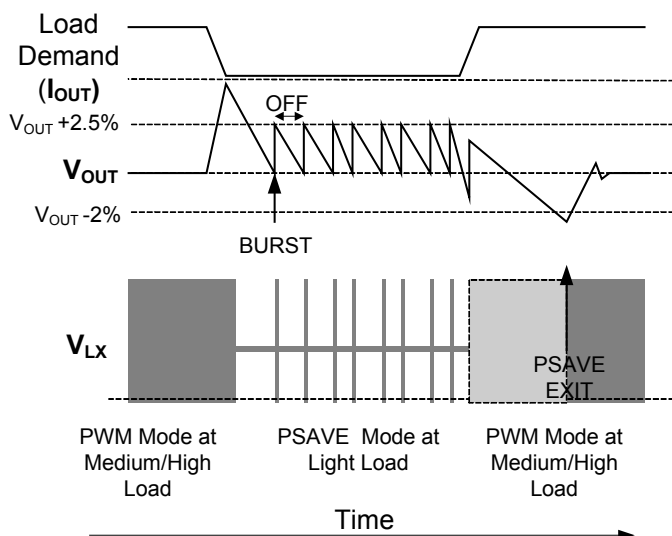 Load
Demand
(IOUT)
OFF
VOUT +2.5%
VOUT
VOUT -2%
BURST
VLX
PSAVE
EXIT
PWM Mode at
Medium/High
Load
PSAVE Mode at
Light Load
PWM Mode at
Medium/High
Load
Time